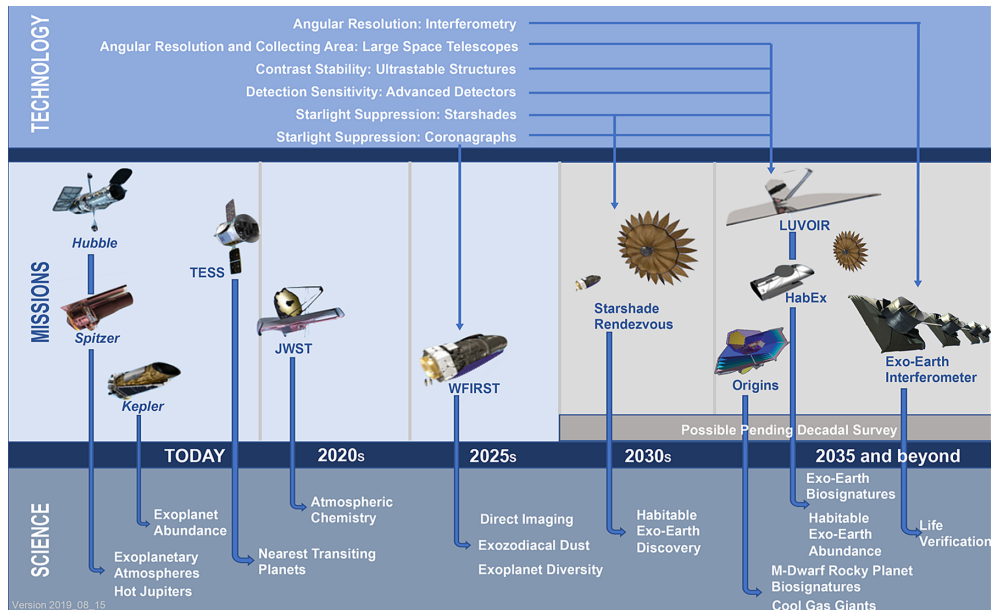 TECHNOLOGY
Angular Resolution: Interferometry
Angular Resolution and Collecting Area: Large Space Telescopes
Contrast Stability: Ultrastable Structures
Detection Sensitivity: Advanced Detectors
Starlight Suppression: Starshades
Starlight Suppression: Coronagraphs
MISSIONS
Hubble
Spitzer
Kepler
TESS
JWST
WFIRST
Starshade
Rendezvous
LUVOIR
HabEx
Origins
Exo-Earth
Interferometer
Possible Pending Decadal Survey
TODAY
2020s
2025s
2030s
2035 and beyond
SCIENCE
Exoplanet
Abundance
Exoplanetary
Atmospheres
Hot Jupiters
Nearest Transiting
Planets
Atmospheric
Chemistry
Direct Imaging
Exozodiacal Dust
Exoplanet Diversity
Habitable
Exo-Earth
Discovery
Exo-Earth
Biosignatures
Habitable
Exo-Earth
Abundance
M-Dwarf Rocky Planet
Biosignatures
Cool Gas Giants
Life
Verification
Version 2019_08_15